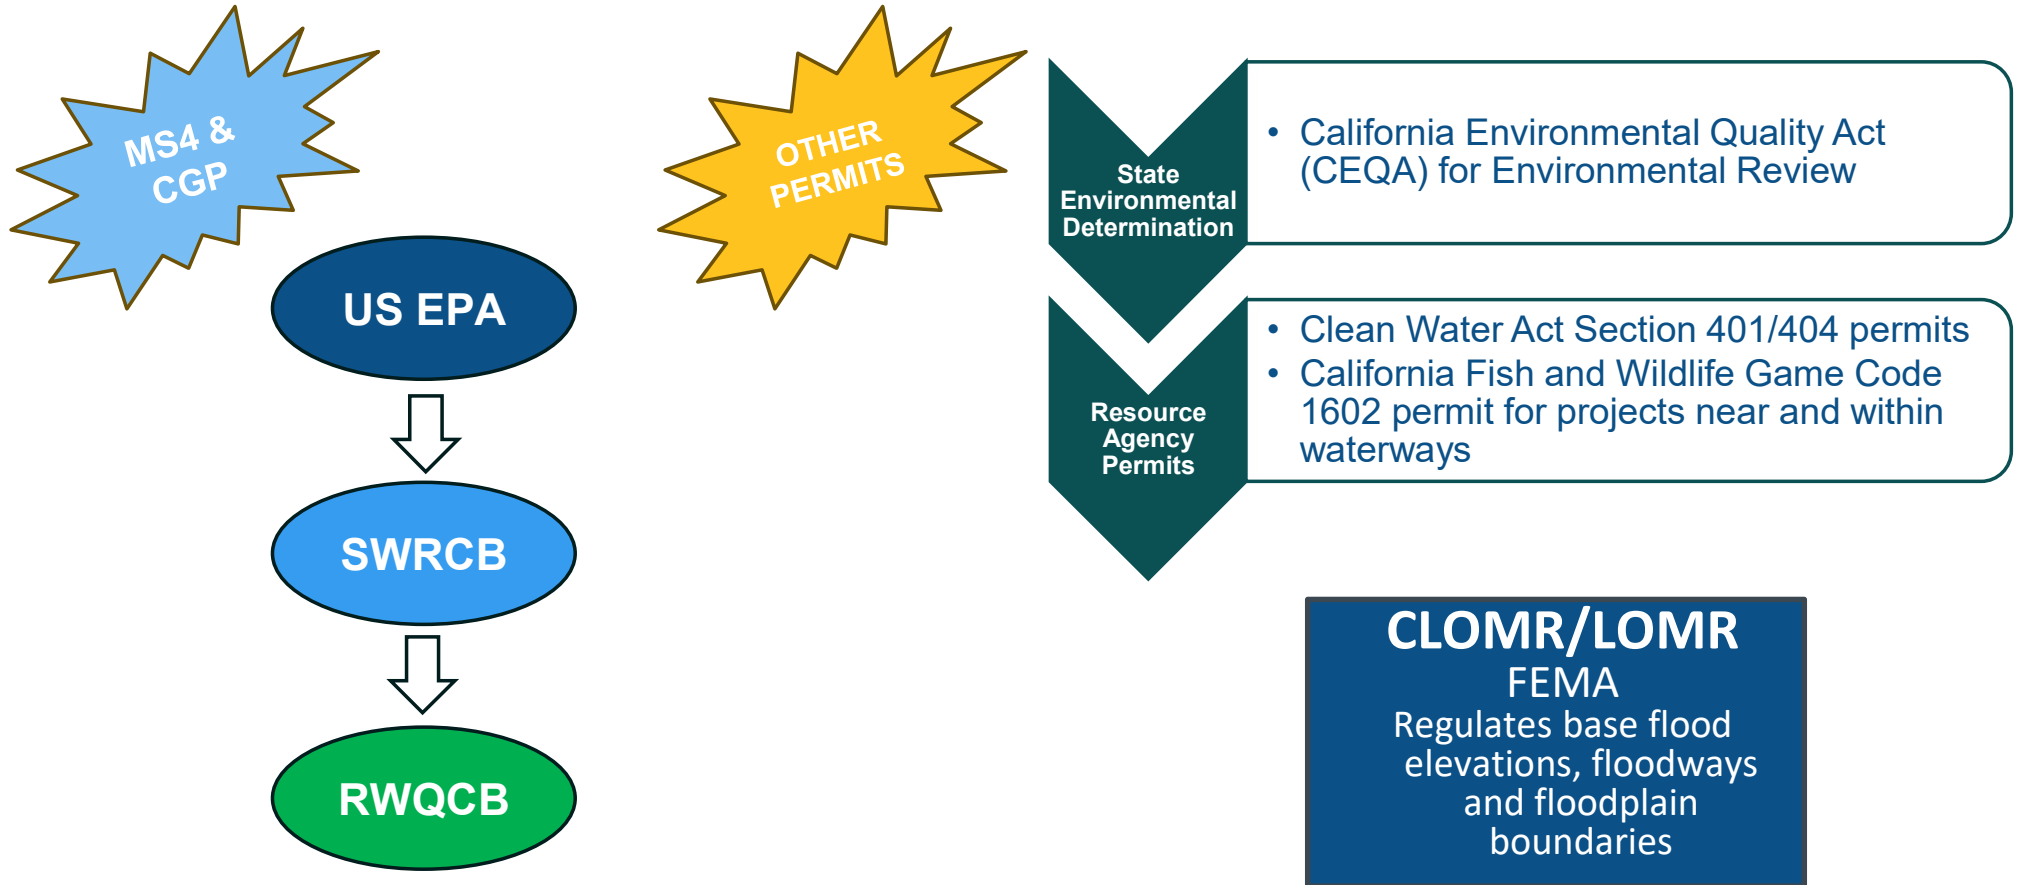 MS4 &
CGP
US EPA
SWRCB
RWQCB
OTHER
PERMITS
State
Environmental
Determination
• California Environmental Quality Act
(CEQA) for Environmental Review
Resource
Agency
Permits
• Clean Water Act Section 401/404 permits
• California Fish and Wildlife Game Code
1602 permit for projects near and within
waterways
CLOMR/LOMR
FEMA
Regulates base flood
elevations, floodways
and floodplain
boundaries